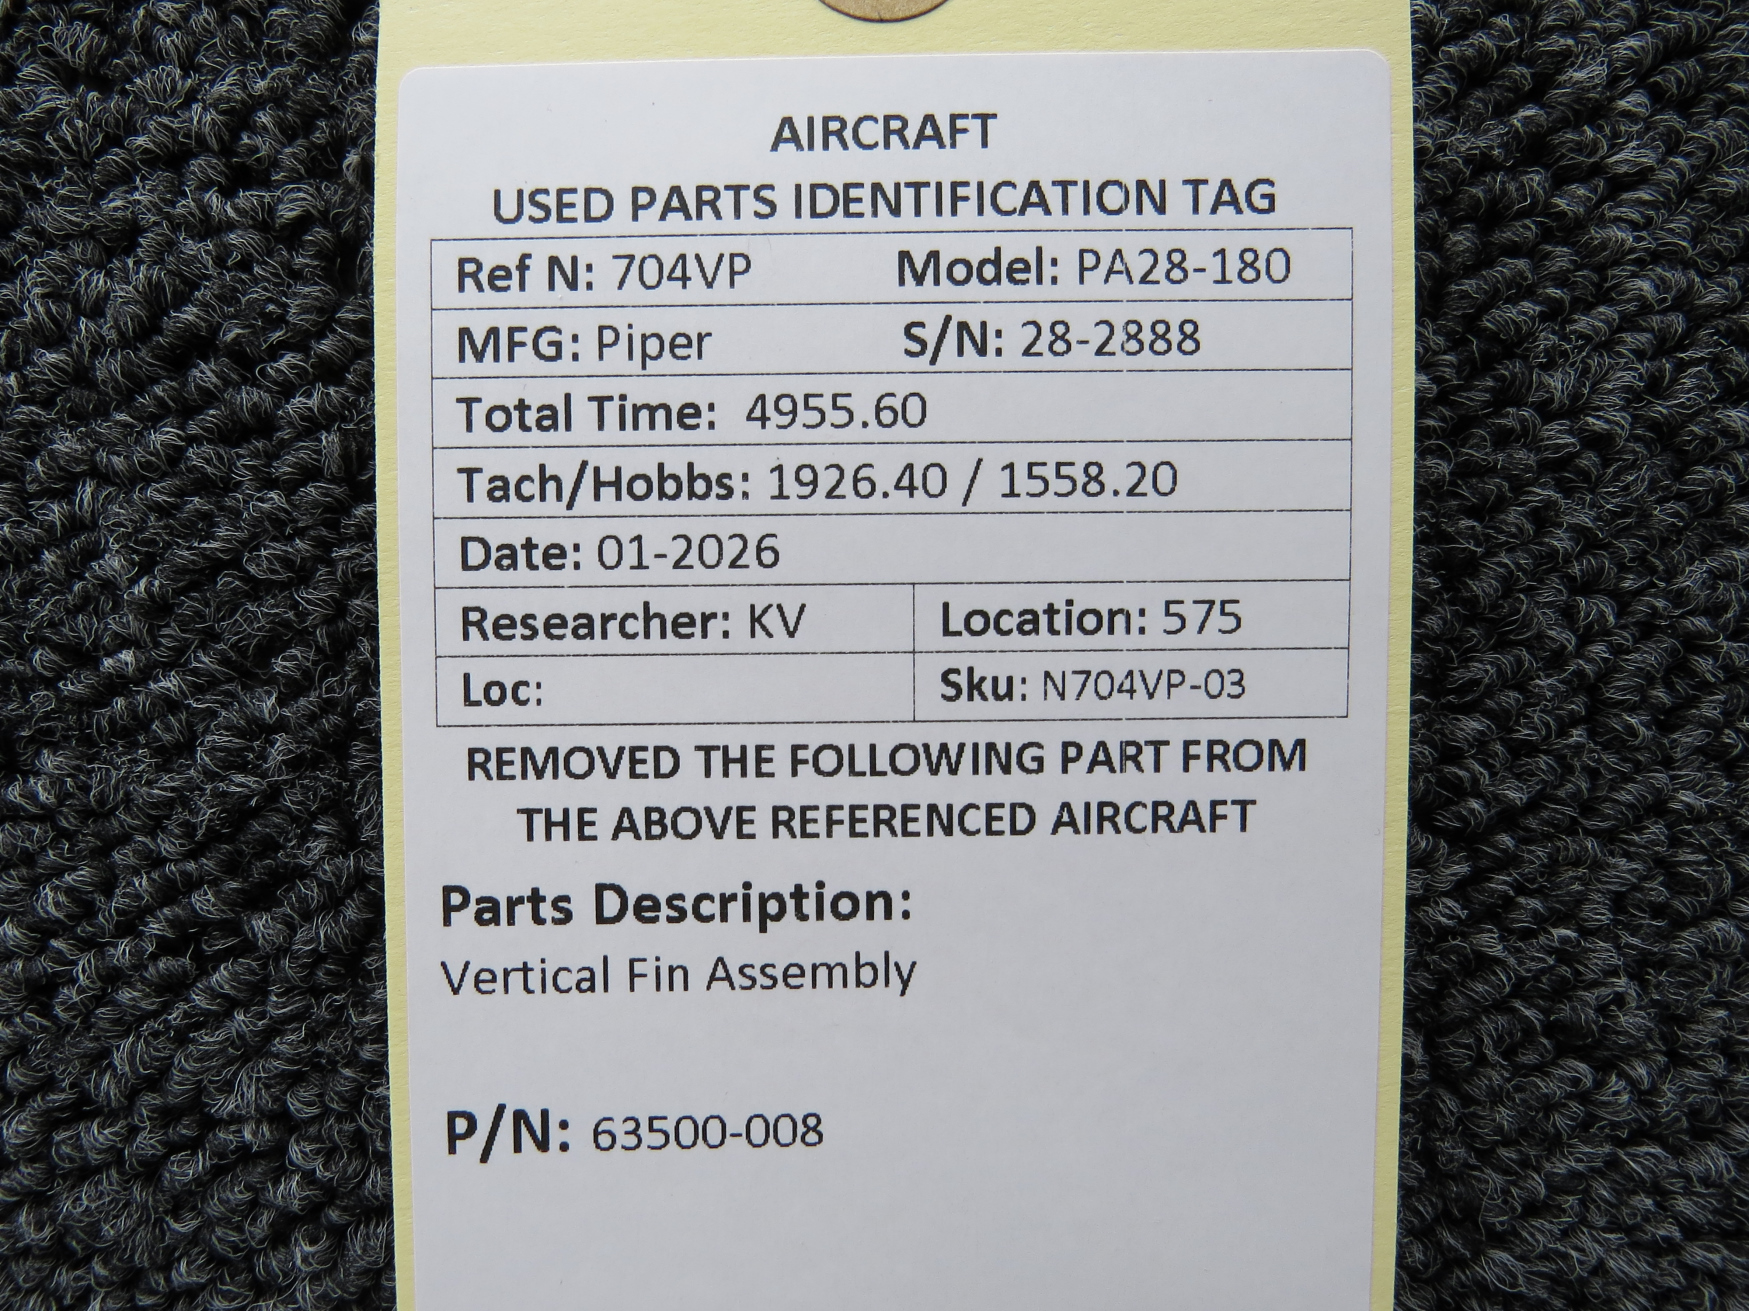 AIRCRAFT
USED PARTS IDENTIFICATION TAG
Ref N: 704VP Model: PA28-180
MFG: Piper S/N: 28-2888
Total Time: 4955.60
Tach/Hobbs: 1926.40 / 1558.20
Date: 01-2026
Researcher: KV Location: 575
Loc: Sku: N704VP-03
REMOVED THE FOLLOWING PART FROM
THE ABOVE REFERENCED AIRCRAFT
Parts Description:
Vertical Fin Assembly
P/N: 63500-008